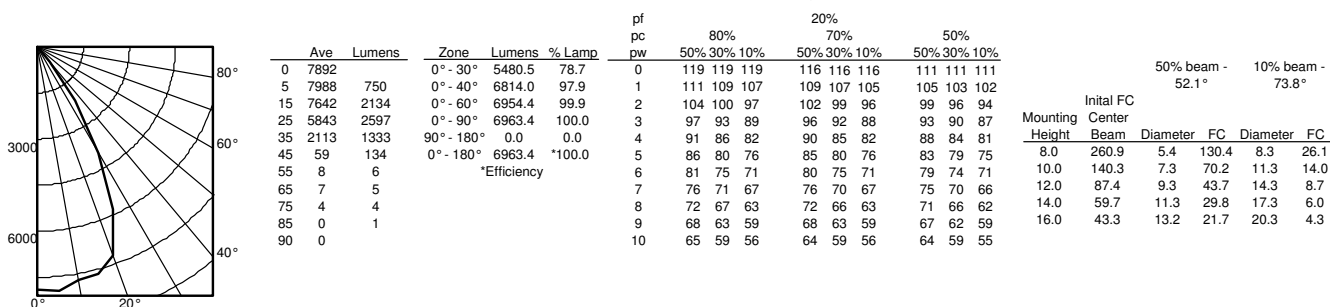 3000
6000
0°
20°
40°
60°
80°
Ave Lumens
0 7892
5 7988 750
15 7642 2134
25 5843 2597
35 2113 1333
45 59 134
55 8 6
65 7 5
75 4 4
85 0 1
90 0
Zone Lumens % Lamp
0° - 30° 5480.5 78.7
0° - 40° 6814.0 97.9
0° - 60° 6954.4 99.9
0° - 90° 6963.4 100.0
90° - 180° 0.0 0.0
0° - 180° 6963.4 *100.0
*Efficiency
pf 20%
pc 80% 70% 50%
pw 50% 30% 10% 50% 30% 10% 50% 30% 10%
0 119 119 119 116 116 116 111 111 111
1 111 109 107 109 107 105 105 103 102
2 104 100 97 102 99 96 99 96 94
3 97 93 89 96 92 88 93 90 87
4 91 86 82 90 85 82 88 84 81
5 86 80 76 85 80 76 83 79 75
6 81 75 71 80 75 71 79 74 71
7 76 71 67 76 70 67 75 70 66
8 72 67 63 72 66 63 71 66 62
9 68 63 59 68 63 59 67 62 59
10 65 59 56 64 59 56 64 59 55
50% beam - 10% beam -
52.1° 73.8°
Inital FC
Mounting Center
Height Beam Diameter FC Diameter FC
8.0 260.9 5.4 130.4 8.3 26.1
10.0 140.3 7.3 70.2 11.3 14.0
12.0 87.4 9.3 43.7 14.3 8.7
14.0 59.7 11.3 29.8 17.3 6.0
16.0 43.3 13.2 21.7 20.3 4.3